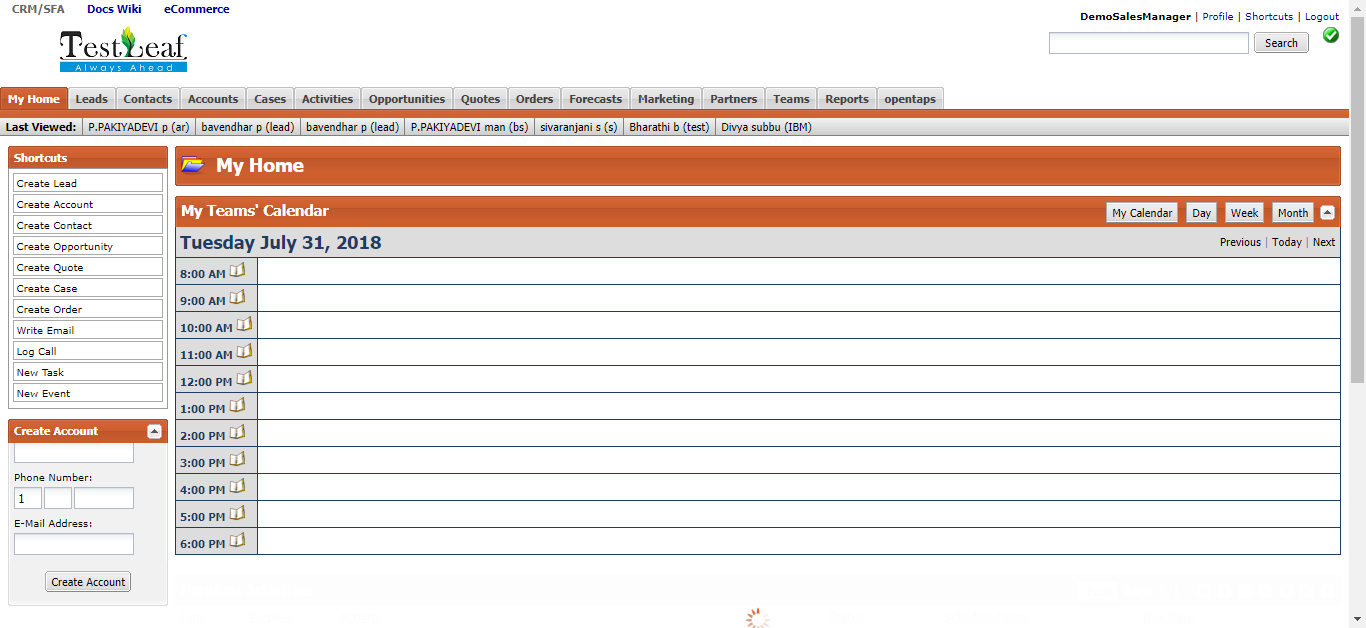 CRM/SFA Docs Wiki eCommerce
DemoSalesManager | Profile | Shortcuts | Logout
TestLeaf
Always Ahead
Search
My Home Leads Contacts Accounts Cases Activities Opportunities Quotes Orders Forecasts Marketing Partners Teams Reports opentaps
Last Viewed: P.PAKIYADEVI p (ar) bavendhar p (lead) bavendhar p (lead) P.PAKIYADEVI man (bs) sivaranjani s (s) Bharathi b (test) Divya subbu (IBM)
Shortcuts
Create Lead
Create Account
Create Contact
Create Opportunity
Create Quote
Create Case
Create Order
Write Email
Log Call
New Task
New Event
Create Account
Phone Number:
1
E-Mail Address:
Create Account
My Home
My Teams' Calendar My Calendar Day Week Month
Tuesday July 31, 2018 Previous | Today | Next
8:00 AM
9:00 AM
10:00 AM
11:00 AM
12:00 PM
1:00 PM
2:00 PM
3:00 PM
4:00 PM
5:00 PM
6:00 PM